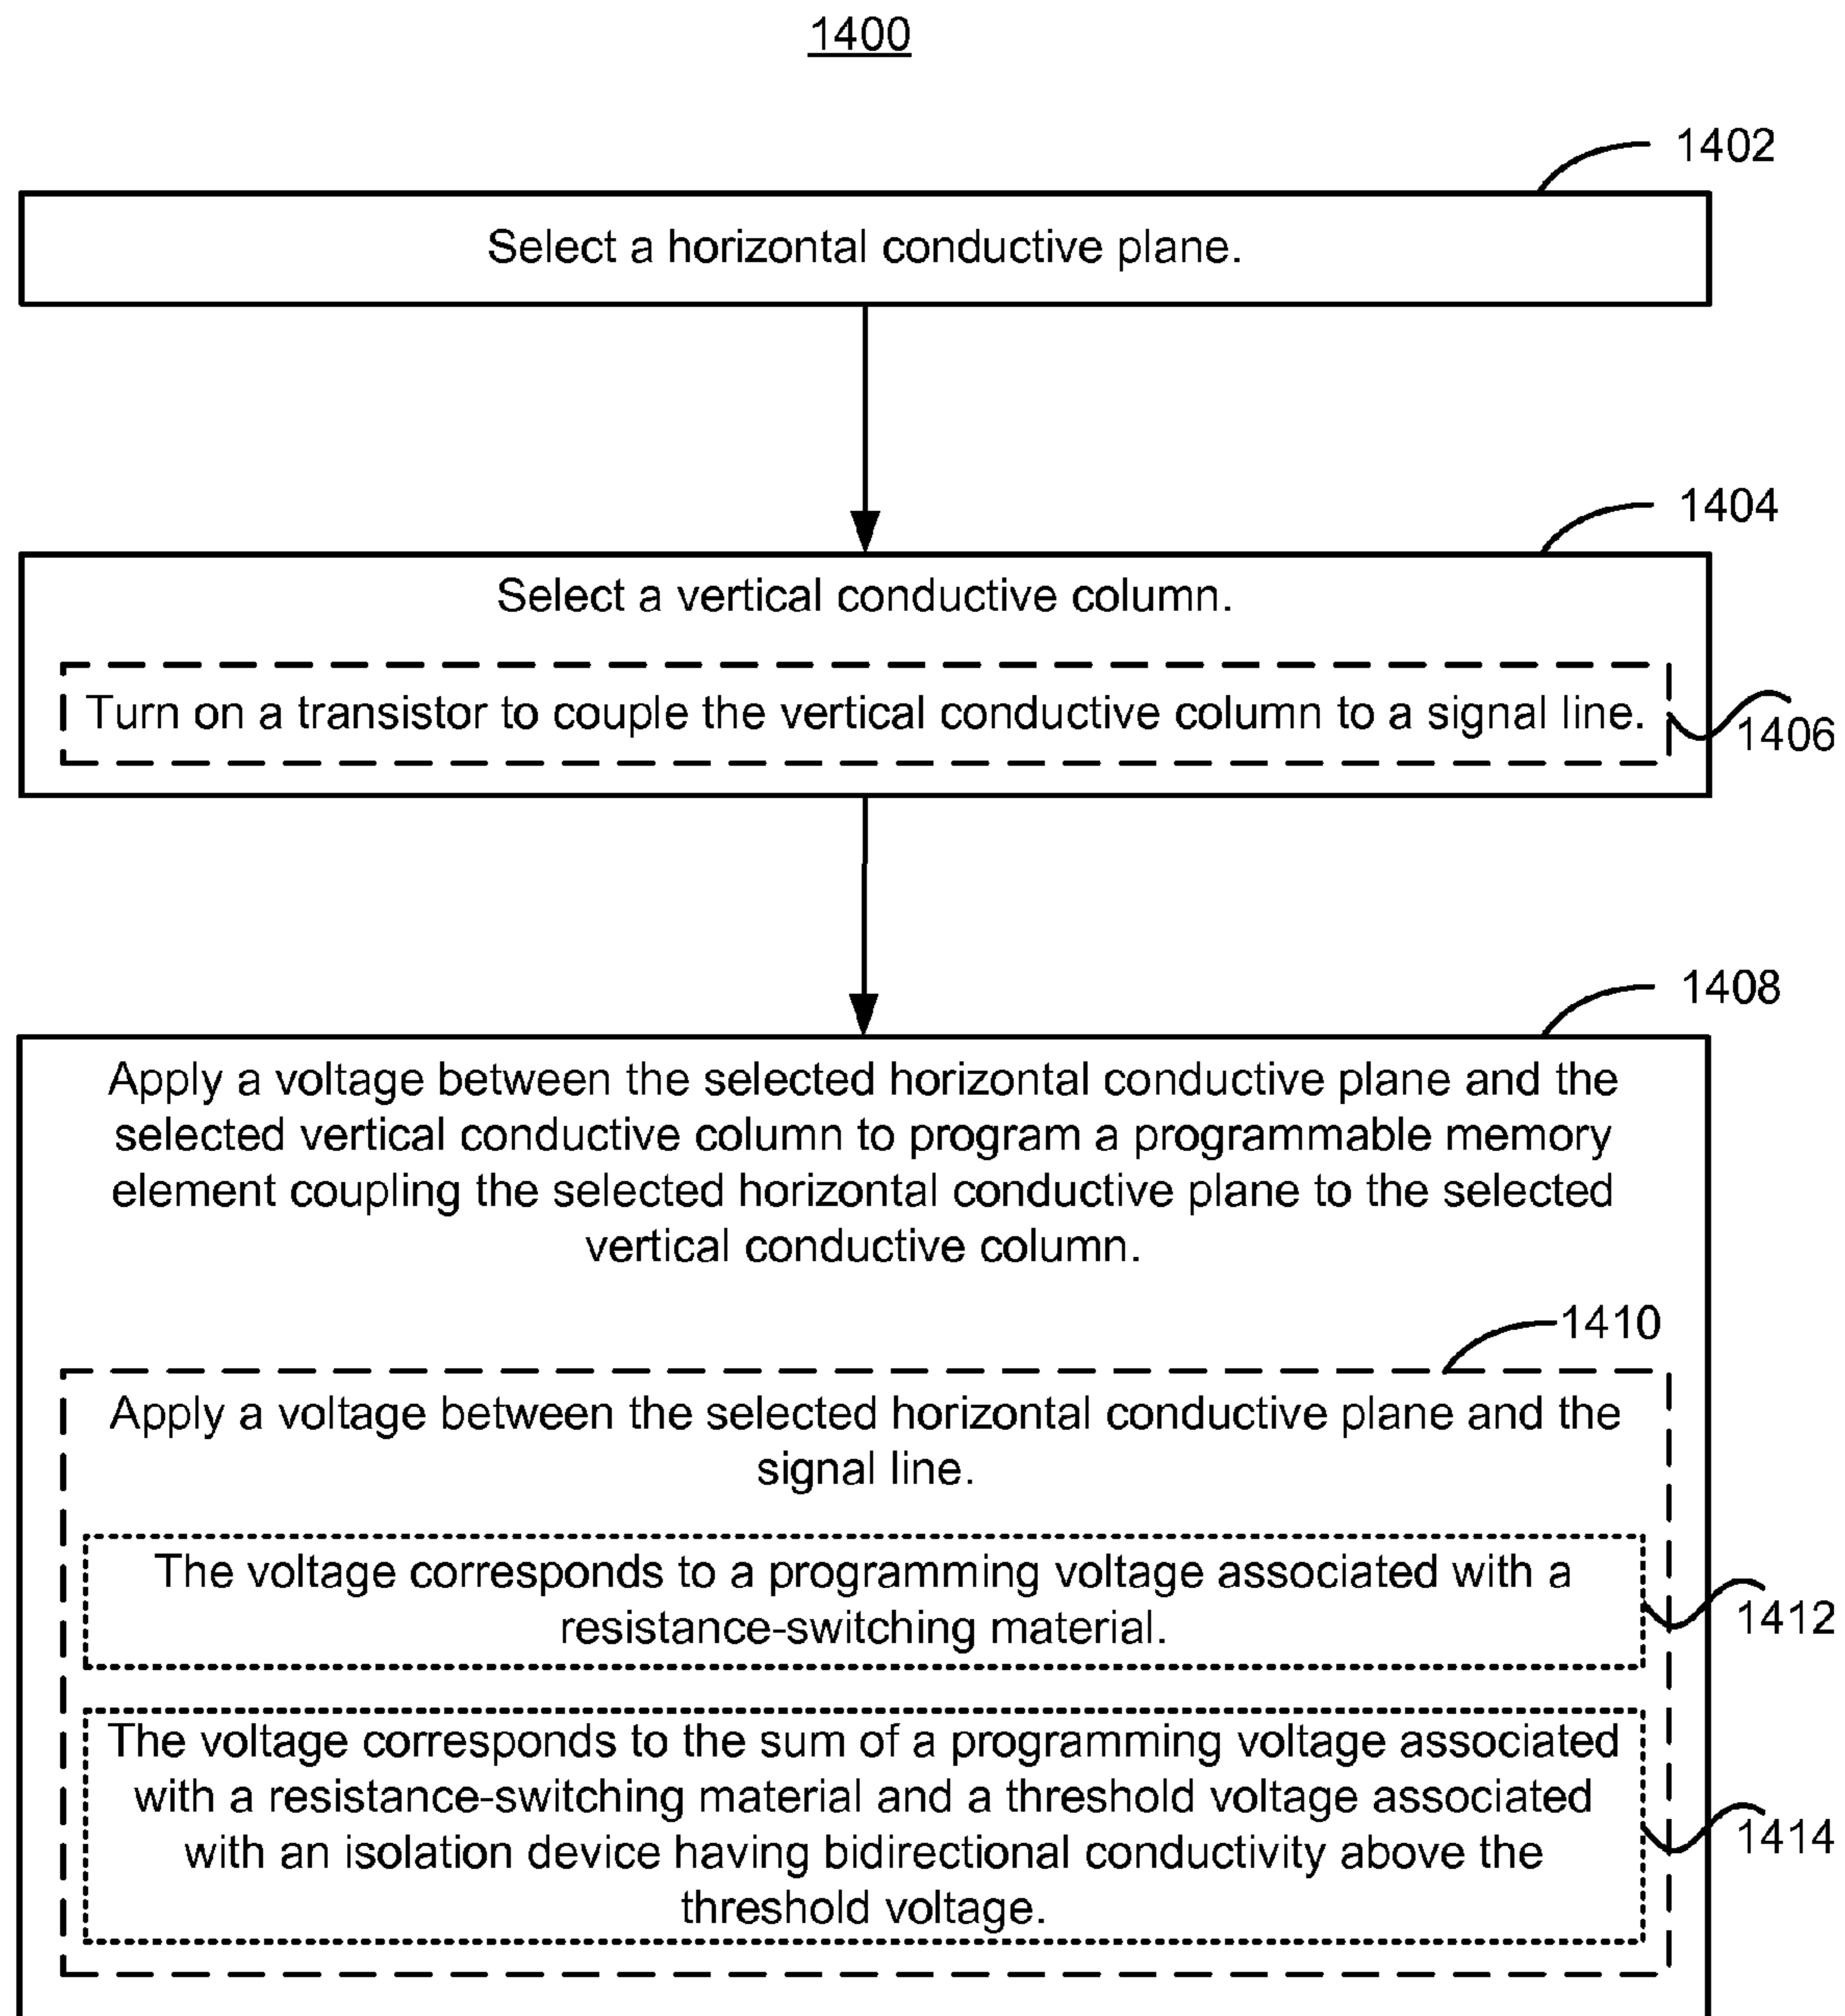 1400
1402
Select a horizontal conductive plane.
1404
Select a vertical conductive column.
Turn on a transistor to couple the vertical conductive column to a signal line.
1406
1408
Apply a voltage between the selected horizontal conductive plane and the
selected vertical conductive column to program a programmable memory
element coupling the selected horizontal conductive plane to the selected
vertical conductive column.
1410
Apply a voltage between the selected horizontal conductive plane and the
signal line.
The voltage corresponds to a programming voltage associated with a
resistance-switching material.
1412
The voltage corresponds to the sum of a programming voltage associated
with a resistance-switching material and a threshold voltage associated
with an isolation device having bidirectional conductivity above the
threshold voltage.
1414